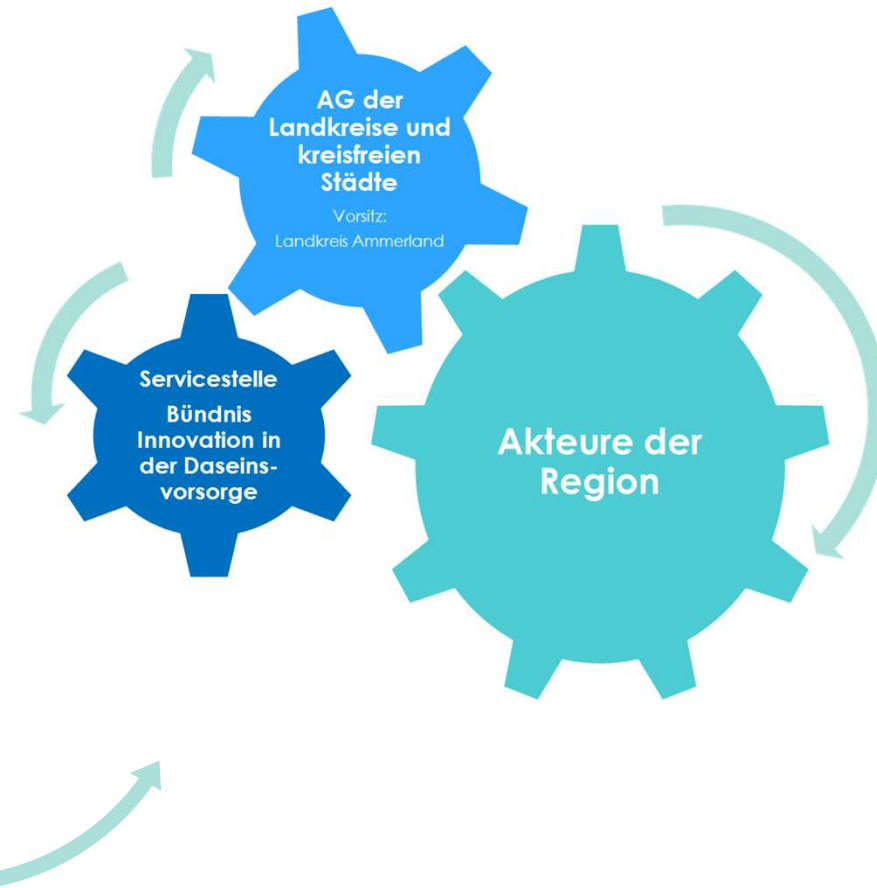 AG der
Landkreise und
kreisfreien
Städte
Vorsitz:
Landkreis Ammerland
Servicestelle
Bündnis
Innovation in
der Daseins-
vorsorge
Akteure der
Region